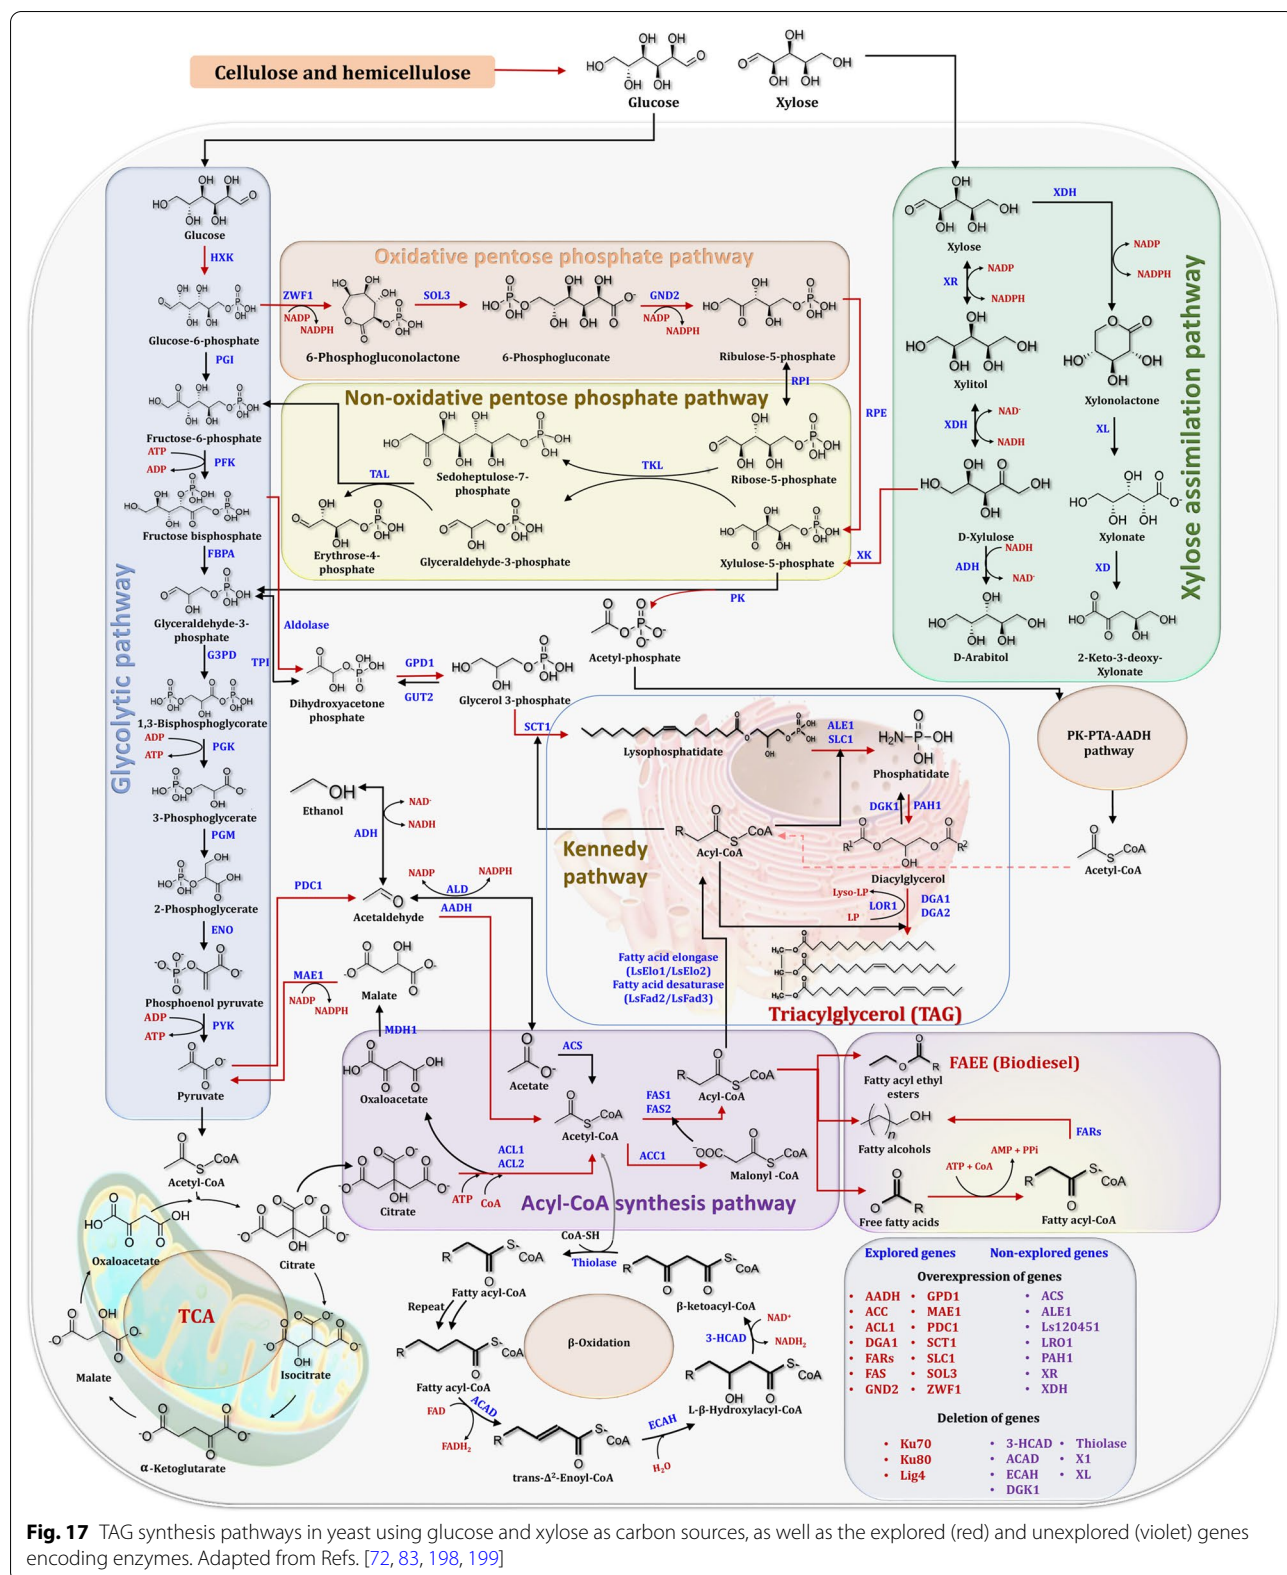 Cellulose and hemicellulose
Glucose
Xylose
Glycolytic pathway
Glucose
HXK
Glucose-6-phosphate
PGI
Fructose-6-phosphate
ATP
ADP
PFK
Fructose bisphosphate
FBPA
Glyceraldehyde-3-
phosphate
G3PD
TPI
Aldolase
1,3-Bisphosphoglycorate
ADP
ATP
PGK
3-Phosphoglycerate
PGM
2-Phosphoglycerate
ENO
Phosphoenol pyruvate
ADP
ATP
PYK
Pyruvate
Oxidative pentose phosphate pathway
ZWF1
NADP
NADPH
6-Phosphogluconolactone
SOL3
6-Phosphogluconate
GND2
NADP
NADPH
Ribulose-5-phosphate
RPI
RPE
Non-oxidative pentose phosphate pathway
Sedoheptulose-7-
phosphate
TKL
Ribose-5-phosphate
TAL
Erythrose-4-
phosphate
Glyceraldehyde-3-phosphate
Xylulose-5-phosphate
XK
PK
Xylose assimilation pathway
Xylose
XDH
NADP
NADPH
XR
NADP
NADPH
Xylitol
Xylonolactone
XDH
NAD-
NADH
XL
D-Xylulose
Xylonate
ADH
NADH
NAD-
XD
D-Arabitol
2-Keto-3-deoxy-
Xylonate
Acetyl-phosphate
PK-PTA-AADH
pathway
Acetyl-CoA
Dihydroxyacetone
phosphate
GPD1
GUT2
Glycerol 3-phosphate
SCT1
Lysophosphatidate
ALE1
SLC1
Phosphatidate
DGK1
PAH1
Acyl-CoA
Kennedy
pathway
Diacylglycerol
Lyso-LP
LOR1
LP
DGA1
DGA2
Fatty acid elongase
(LsElo1/LsElo2)
Fatty acid desaturase
(LsFad2/LsFad3)
Triacylglycerol (TAG)
Ethanol
NAD-
NADH
ADH
PDC1
Acetaldehyde
NADP
NADPH
ALD
AADH
MAE1
NADP
NADPH
Malate
MDH1
Oxaloacetate
Acetate
ACS
Acetyl-CoA
FAS1
FAS2
Acyl-CoA
ACC1
Malonyl -CoA
ACL1
ACL2
ATP
CoA
Citrate
Acyl-CoA synthesis pathway
FAEE (Biodiesel)
Fatty acyl ethyl
esters
Fatty alcohols
FARs
ATP + CoA
AMP + PPi
Free fatty acids
Fatty acyl-CoA
Acetyl-CoA
Oxaloacetate
Citrate
TCA
Malate
Isocitrate
α-Ketoglutarate
CoA-SH
Thiolase
Fatty acyl-CoA
β-ketoacyl-CoA
Repeat
β-Oxidation
3-HCAD
NAD+
NADH2
Fatty acyl-CoA
L-β-Hydroxylacyl-CoA
FAD
ACAD
FADH2
trans-Δ2-Enoyl-CoA
ECAH
H2O
Explored genes Non-explored genes
Overexpression of genes
• AADH • GPD1 • ACS
• ACC • MAE1 • ALE1
• ACL1 • PDC1 • Ls120451
• DGA1 • SCT1 • LRO1
• FARs • SLC1 • PAH1
• FAS • SOL3 • XR
• GND2 • ZWF1 • XDH
Deletion of genes
• Ku70 • 3-HCAD • Thiolase
• Ku80 • ACAD • X1
• Lig4 • ECAH • XL
• DGK1
Fig. 17 TAG synthesis pathways in yeast using glucose and xylose as carbon sources, as well as the explored (red) and unexplored (violet) genes
encoding enzymes. Adapted from Refs. [72, 83, 198, 199]